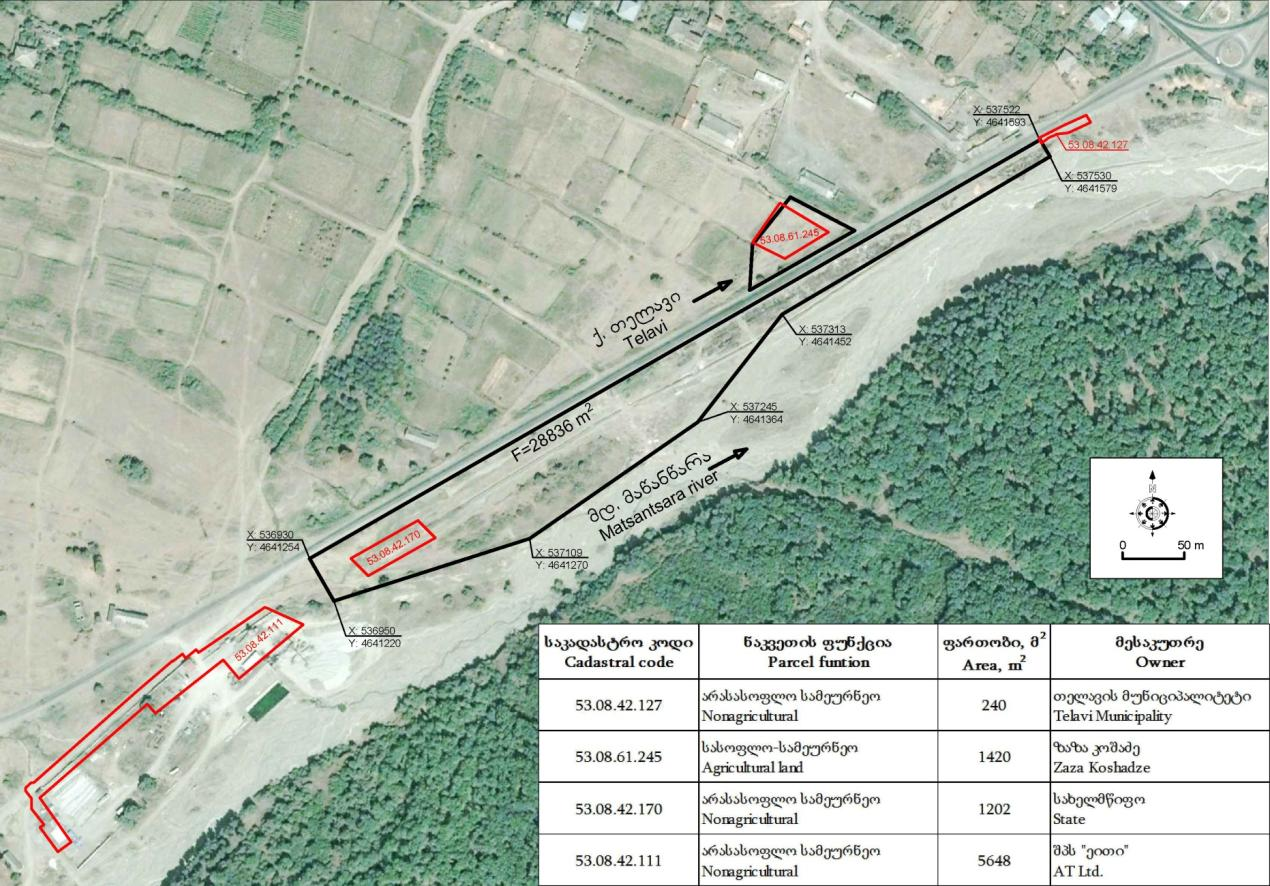 X: 537522
Y: 4641593
53.08.42.127
X: 537530
Y: 4641579
53.08.61.245
ქ. თელავი
Telavi
X: 537313
Y: 4641452
X: 537245
Y: 4641364
F=28836 m²
მდ. მაწანწარა
Matsantsara river
N
0 50 m
X: 536930
Y: 4641254
53.08.42.170
X: 537109
Y: 4641270
X: 536950
Y: 4641220
53.08.42.111
საკადასტრო კოდი ნაკვეთის ფუნქცია ფართობი, მ² მესაკუთრე
Cadastral code Parcel funtion Area, m² Owner
53.08.42.127 არასასოფლო სამეურნეო 240 თელავის მუნიციპალიტეტი
Nonagricultural Telavi Municipality
53.08.61.245 სასოფლო-სამეურნეო 1420 ზაზა კოშაძე
Agricultural land Zaza Koshadze
53.08.42.170 არასასოფლო სამეურნეო 1202 სახელმწიფო
Nonagricultural State
53.08.42.111 არასასოფლო სამეურნეო 5648 შპს "ეითი"
Nonagricultural AT Ltd.